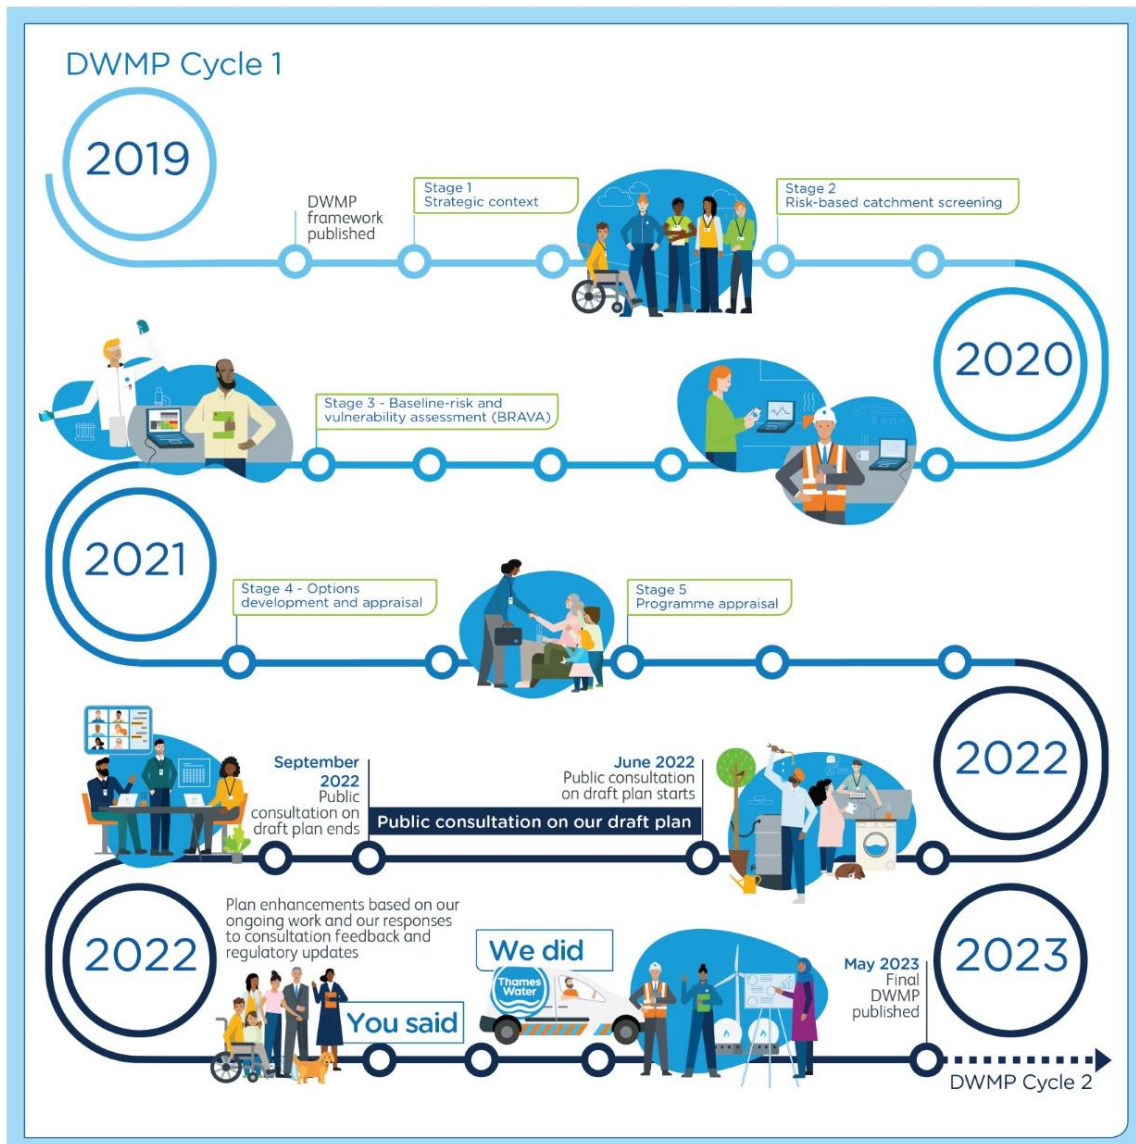 DWMP Cycle 1
2019
DWMP
framework
published
Stage 1
Strategic context
Stage 2
Risk-based catchment screening
2020
Stage 3 - Baseline-risk and
vulnerability assessment (BRAVA)
2021
Stage 4 - Options
development and appraisal
Stage 5
Programme appraisal
2022
June 2022
Public consultation
on draft plan starts
Public consultation on our draft plan
September
2022
Public
consultation on
draft plan ends
2022
Plan enhancements based on our
ongoing work and our responses
to consultation feedback and
regulatory updates
You said
We did
Thames
Water
May 2023
Final
DWMP
published
2023
DWMP Cycle 2